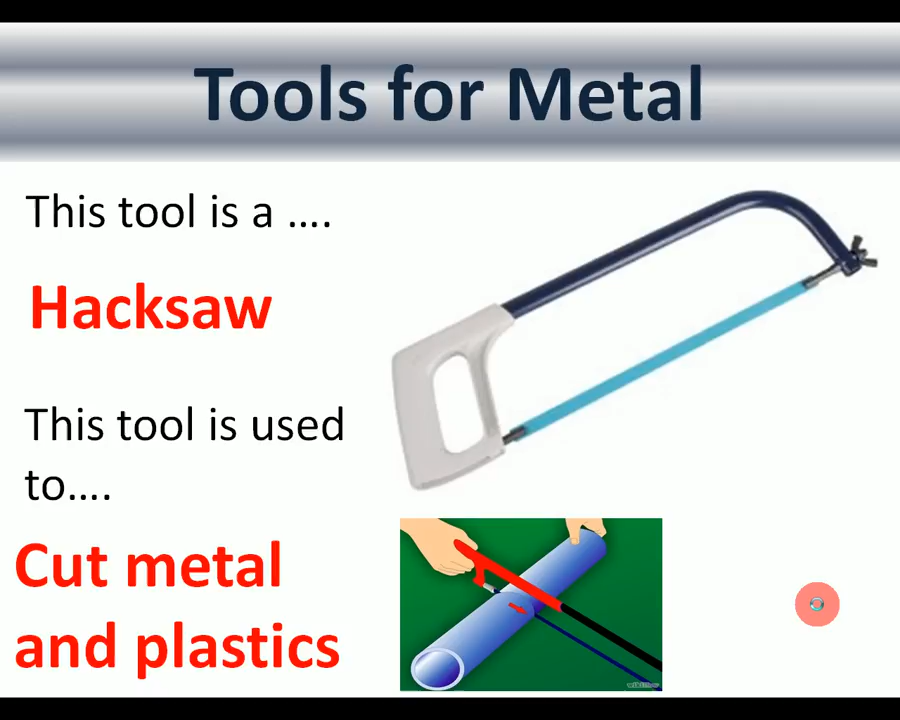 Tools for Metal
This tool is a ….
Hacksaw
This tool is used
to….
Cut metal
and plastics